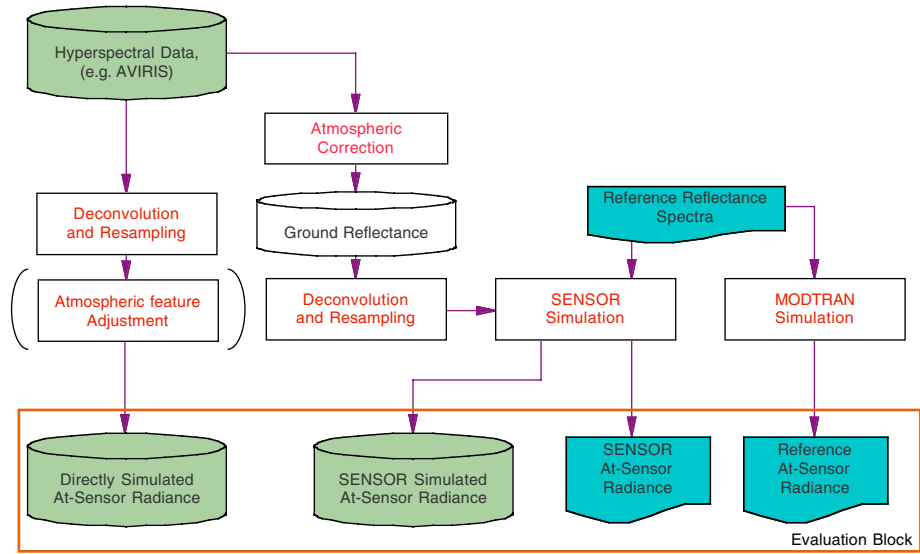 Hyperspectral Data,
(e.g. AVIRIS)
Atmospheric
Correction
Deconvolution
and Resampling
Ground Reflectance
Reference Reflectance
Spectra
Atmospheric feature
Adjustment
Deconvolution
and Resampling
SENSOR
Simulation
MODTRAN
Simulation
Directly Simulated
At-Sensor Radiance
SENSOR Simulated
At-Sensor Radiance
SENSOR
At-Sensor
Radiance
Reference
At-Sensor
Radiance
Evaluation Block